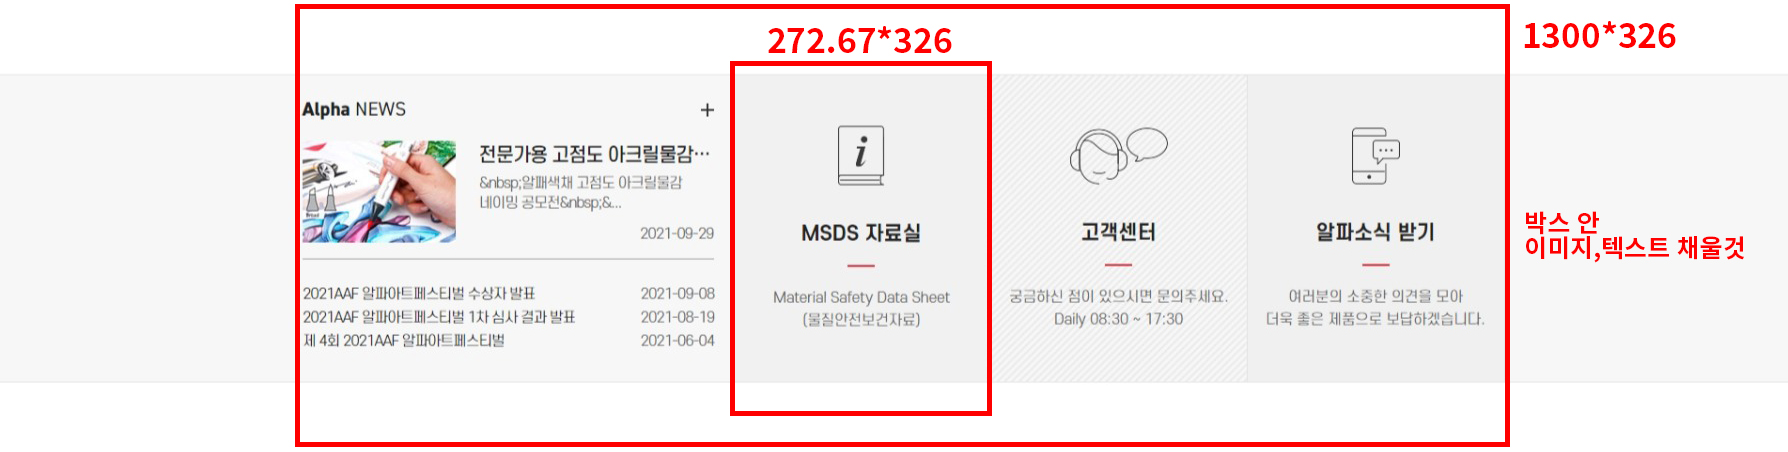 272.67*326
1300*326
Alpha NEWS
+
전문가용 고점도 아크릴물감…
&nbsp;알파색채 고점도 아크릴물감
네이밍 공모전&nbsp;&...
2021-09-29
2021AAF 알파아트페스티벌 수상자 발표 2021-09-08
2021AAF 알파아트페스티벌 1차 심사 결과 발표 2021-08-19
제 4회 2021AAF 알파아트페스티벌 2021-06-04
i
MSDS 자료실
Material Safety Data Sheet
(물질안전보건자료)
고객센터
궁금하신 점이 있으시면 문의주세요.
Daily 08:30 ~ 17:30
알파소식 받기
여러분의 소중한 의견을 모아
더욱 좋은 제품으로 보답하겠습니다.
박스 안
이미지,텍스트 채울것